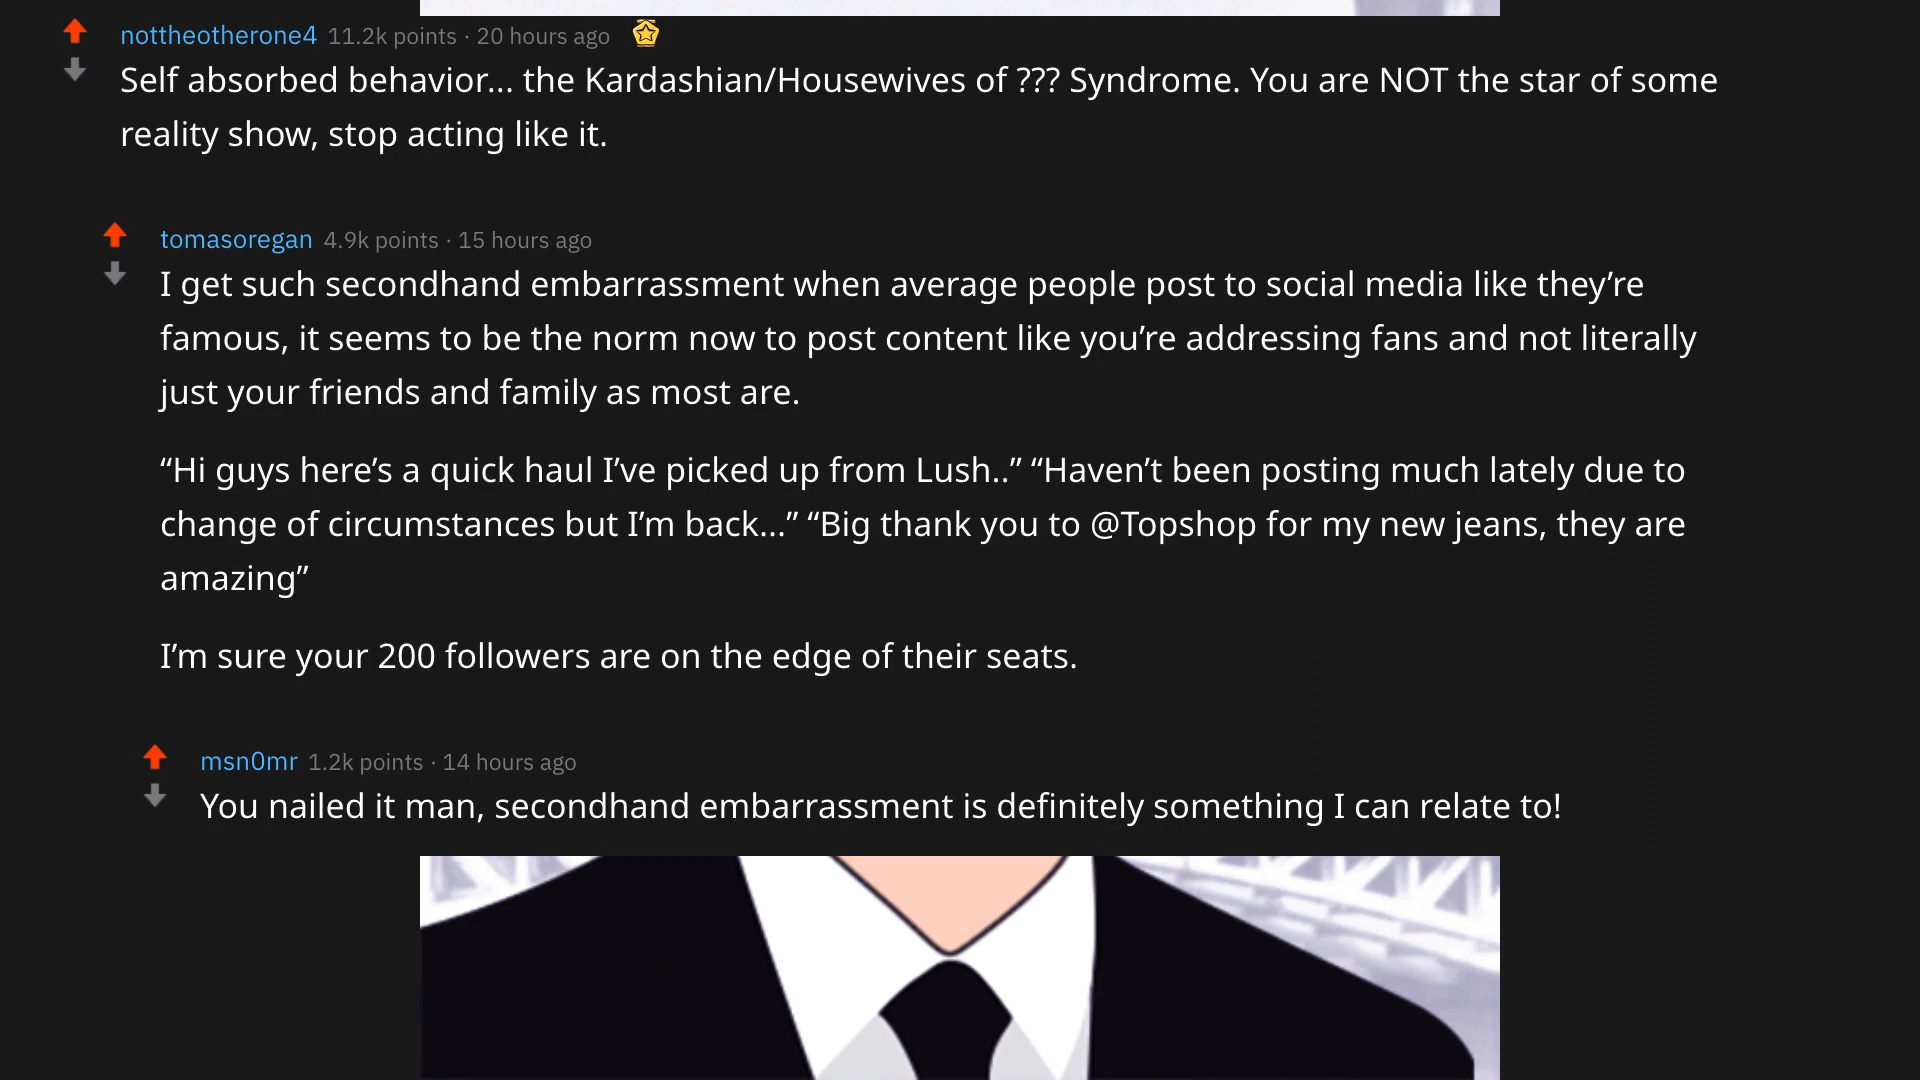 nottheotherone4 11.2k points · 20 hours ago
Self absorbed behavior... the Kardashian/Housewives of ??? Syndrome. You are NOT the star of some
reality show, stop acting like it.
tomasoregan 4.9k points · 15 hours ago
I get such secondhand embarrassment when average people post to social media like they’re
famous, it seems to be the norm now to post content like you’re addressing fans and not literally
just your friends and family as most are.
“Hi guys here’s a quick haul I’ve picked up from Lush..” “Haven’t been posting much lately due to
change of circumstances but I’m back...” “Big thank you to @Topshop for my new jeans, they are
amazing”
I’m sure your 200 followers are on the edge of their seats.
msn0mr 1.2k points · 14 hours ago
You nailed it man, secondhand embarrassment is definitely something I can relate to!